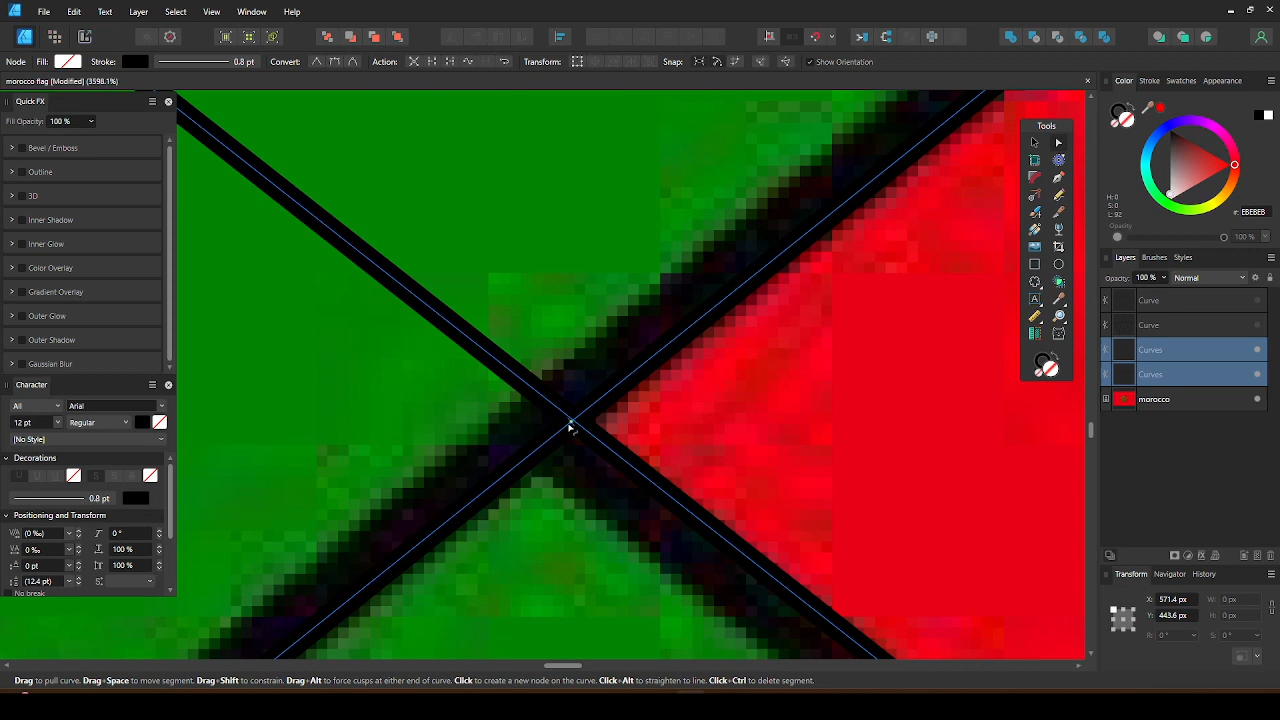 File Edit Text Layer Select View Window Help
Node Fill: Stroke: 0.8 pt Convert: Action: Transform: Snap: Show Orientation
morocco flag [Modified] (3598.1%)
Quick FX
Fill Opacity: 100 %
Bevel / Emboss
Outline
3D
Inner Shadow
Inner Glow
Color Overlay
Gradient Overlay
Outer Glow
Outer Shadow
Gaussian Blur
Character
All Arial
12 pt Regular
[No Style]
Decorations
0.8 pt
Positioning and Transform
(0 ‰) 0 °
0 ‰ 100 %
0 pt 100 %
(12.4 pt)
No break
Tools
Color Stroke Swatches Appearance
H:0
S:0
L:92
#: EBEBEB
Opacity
100 %
Layers Brushes Styles
Opacity: 100 % Normal
Curve
Curve
Curves
Curves
morocco
Transform Navigator History
X: 571.4 px W: 0 px
Y: 443.6 px H: 0 px
R: 0 ° S: 0 °
Drag to pull curve. Drag+Space to move segment. Drag+Shift to constrain. Drag+Alt to force cusps at either end of curve. Click to create a new node on the curve. Click+Alt to straighten to line. Click+Ctrl to delete segment.